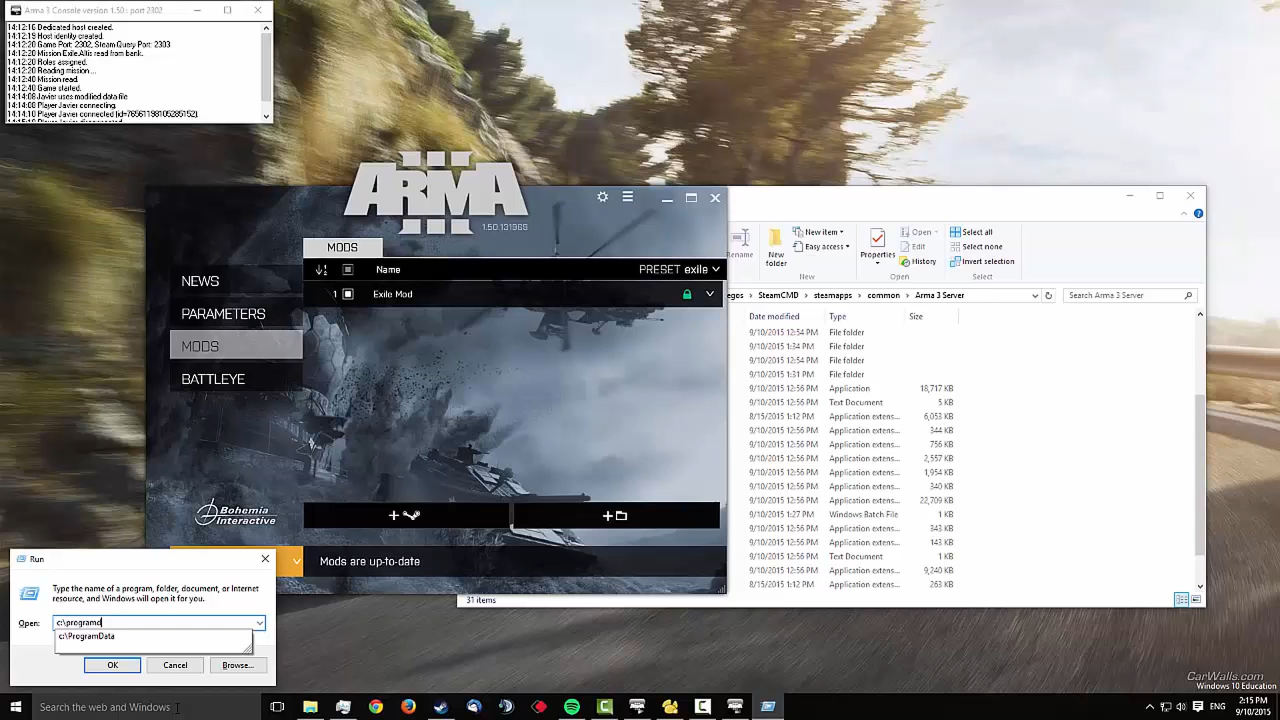 Arma 3 Console version 1.50 : port 2302
14:12:16 Dedicated host created.
14:12:19 Host identity created.
14:12:20 Game Port: 2302, Steam Query Port: 2303
14:12:20 Mission Exile.Altis read from bank.
14:12:20 Roles assigned.
14:12:20 Reading mission ...
14:12:40 Mission read.
14:12:40 Game started.
14:14:08 Javier uses modified data file
14:14:08 Player Javier connecting.
14:14:10 Player Javier connected (id=76561198105285152).
ARMA III
1.50.131969
MODS
Name
PRESET exile
1 Exile Mod
NEWS
PARAMETERS
MODS
BATTLEYE
Bohemia
Interactive
Mods are up-to-date
Rename
New
folder
New item
Easy access
New
Properties
Open
Edit
History
Open
Select all
Select none
Invert selection
Select
egos > SteamCMD > steamapps > common > Arma 3 Server
Search Arma 3 Server
Date modified Type Size
9/10/2015 12:54 PM File folder
9/10/2015 1:34 PM File folder
9/10/2015 12:54 PM File folder
9/10/2015 1:31 PM File folder
9/10/2015 12:56 PM Application 18,717 KB
9/10/2015 12:56 PM Text Document 5 KB
8/15/2015 1:12 PM Application extens... 6,053 KB
9/10/2015 12:56 PM Application extens... 344 KB
9/10/2015 12:56 PM Application extens... 756 KB
9/10/2015 12:56 PM Application extens... 2,557 KB
9/10/2015 12:56 PM Application extens... 1,954 KB
9/10/2015 12:56 PM Application extens... 340 KB
9/10/2015 12:56 PM Application extens... 22,709 KB
9/10/2015 1:27 PM Windows Batch File 1 KB
9/10/2015 12:56 PM Application extens... 343 KB
9/10/2015 12:56 PM Application extens... 143 KB
9/10/2015 12:56 PM Text Document 1 KB
9/10/2015 12:56 PM Application extens... 9,240 KB
8/15/2015 1:12 PM Application extens... 263 KB
31 items
Run
Type the name of a program, folder, document, or Internet
resource, and Windows will open it for you.
Open: c:\programd
c:\ProgramData
OK Cancel Browse...
CarWalls.com
Windows 10 Education
Search the web and Windows
ENG
2:15 PM
9/10/2015